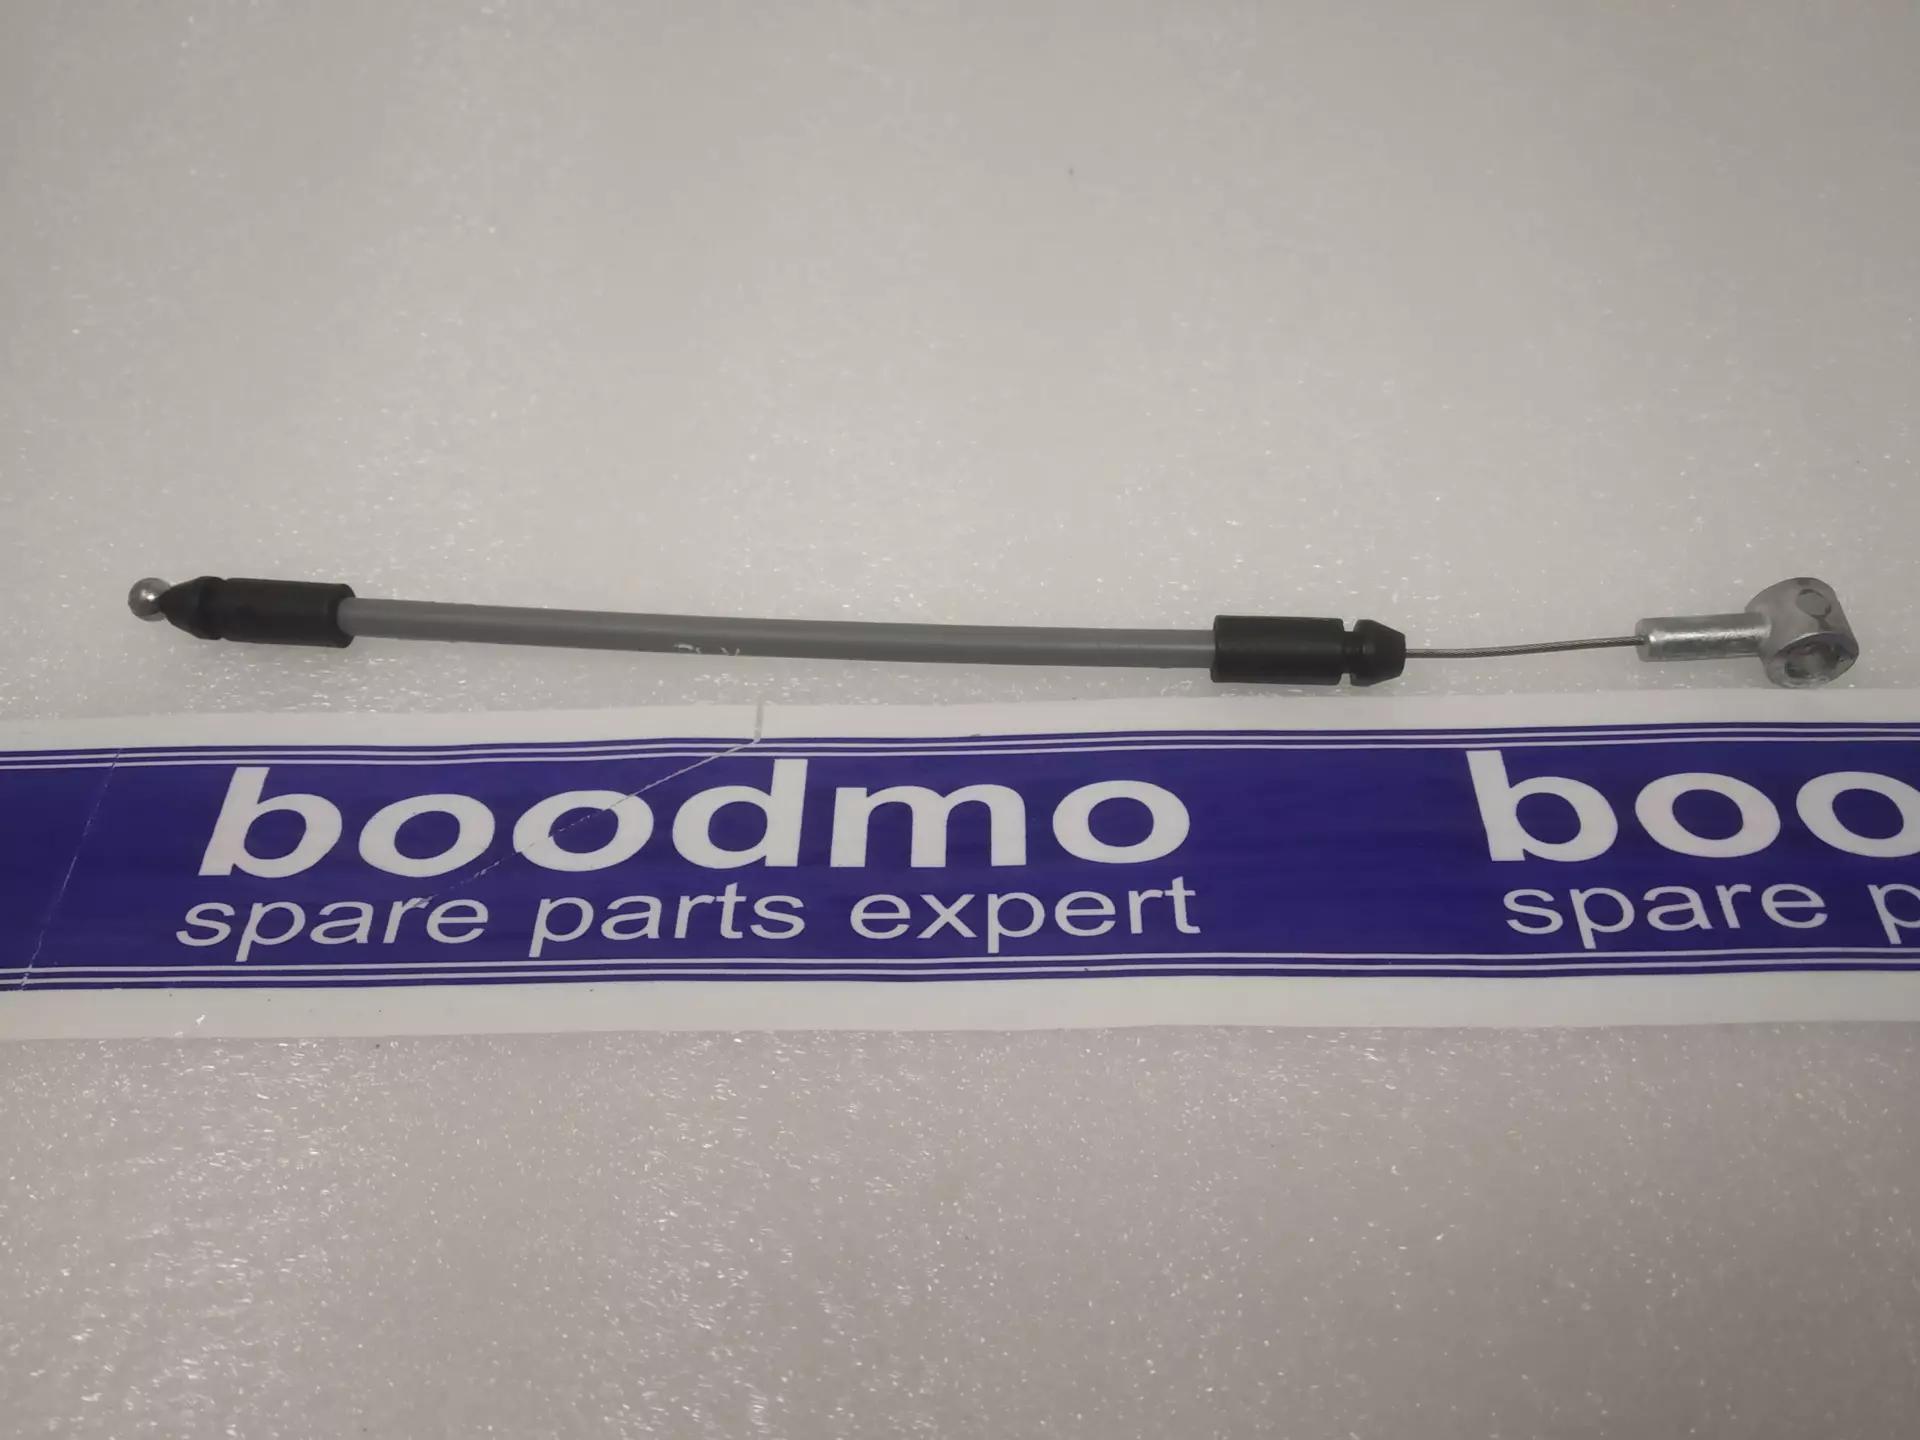 boodmo
spare parts expert
boo
spare p